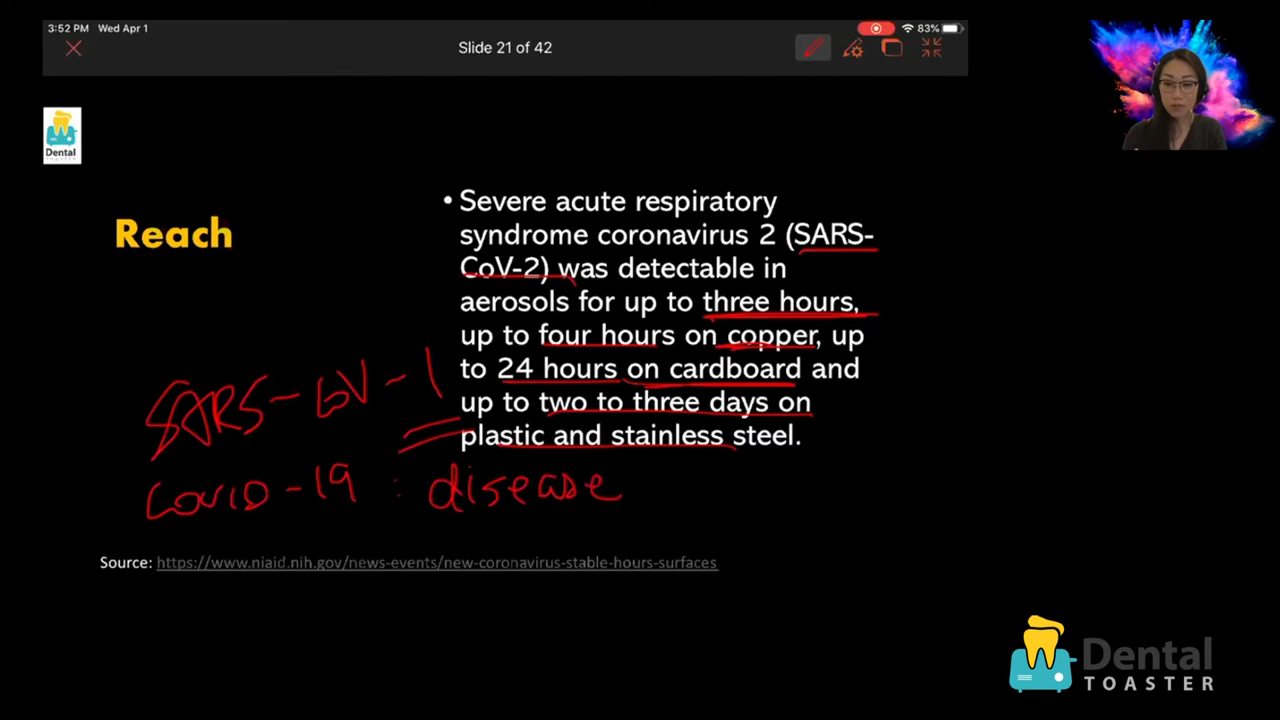 3:52 PM Wed Apr 1
83%
Slide 21 of 42
Dental
TOASTER
Reach
• Severe acute respiratory
syndrome coronavirus 2 (SARS-
CoV-2) was detectable in
aerosols for up to three hours,
up to four hours on copper, up
to 24 hours on cardboard and
up to two to three days on
plastic and stainless steel.
SARS-CoV-1
COVID-19 : disease
Source: https://www.niaid.nih.gov/news-events/new-coronavirus-stable-hours-surfaces
Dental
TOASTER